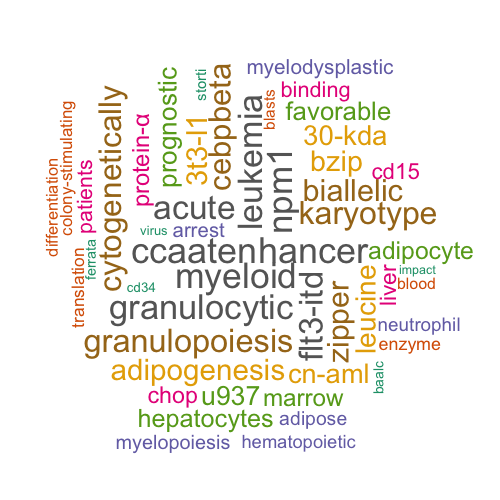 myelodysplastic
storti
prognostic
cebpbeta
binding
blasts
favorable
cytogenetically
colony-stimulating
differentiation
protein-α
3t3-l1
leukemia
npm1
30-kda
bzip
cd15
patients
biallelic
acute
karyotype
virus
arrest
ferrata
translation
ccaatenhancer
adipocyte
cd34
myeloid
impact
liver
blood
granulocytic
flt3-itd
zipper
leucine
neutrophil
granulopoiesis
enzyme
adipogenesis
cn-aml
baalc
chop
u937
marrow
hepatocytes
adipose
myelopoiesis
hematopoietic